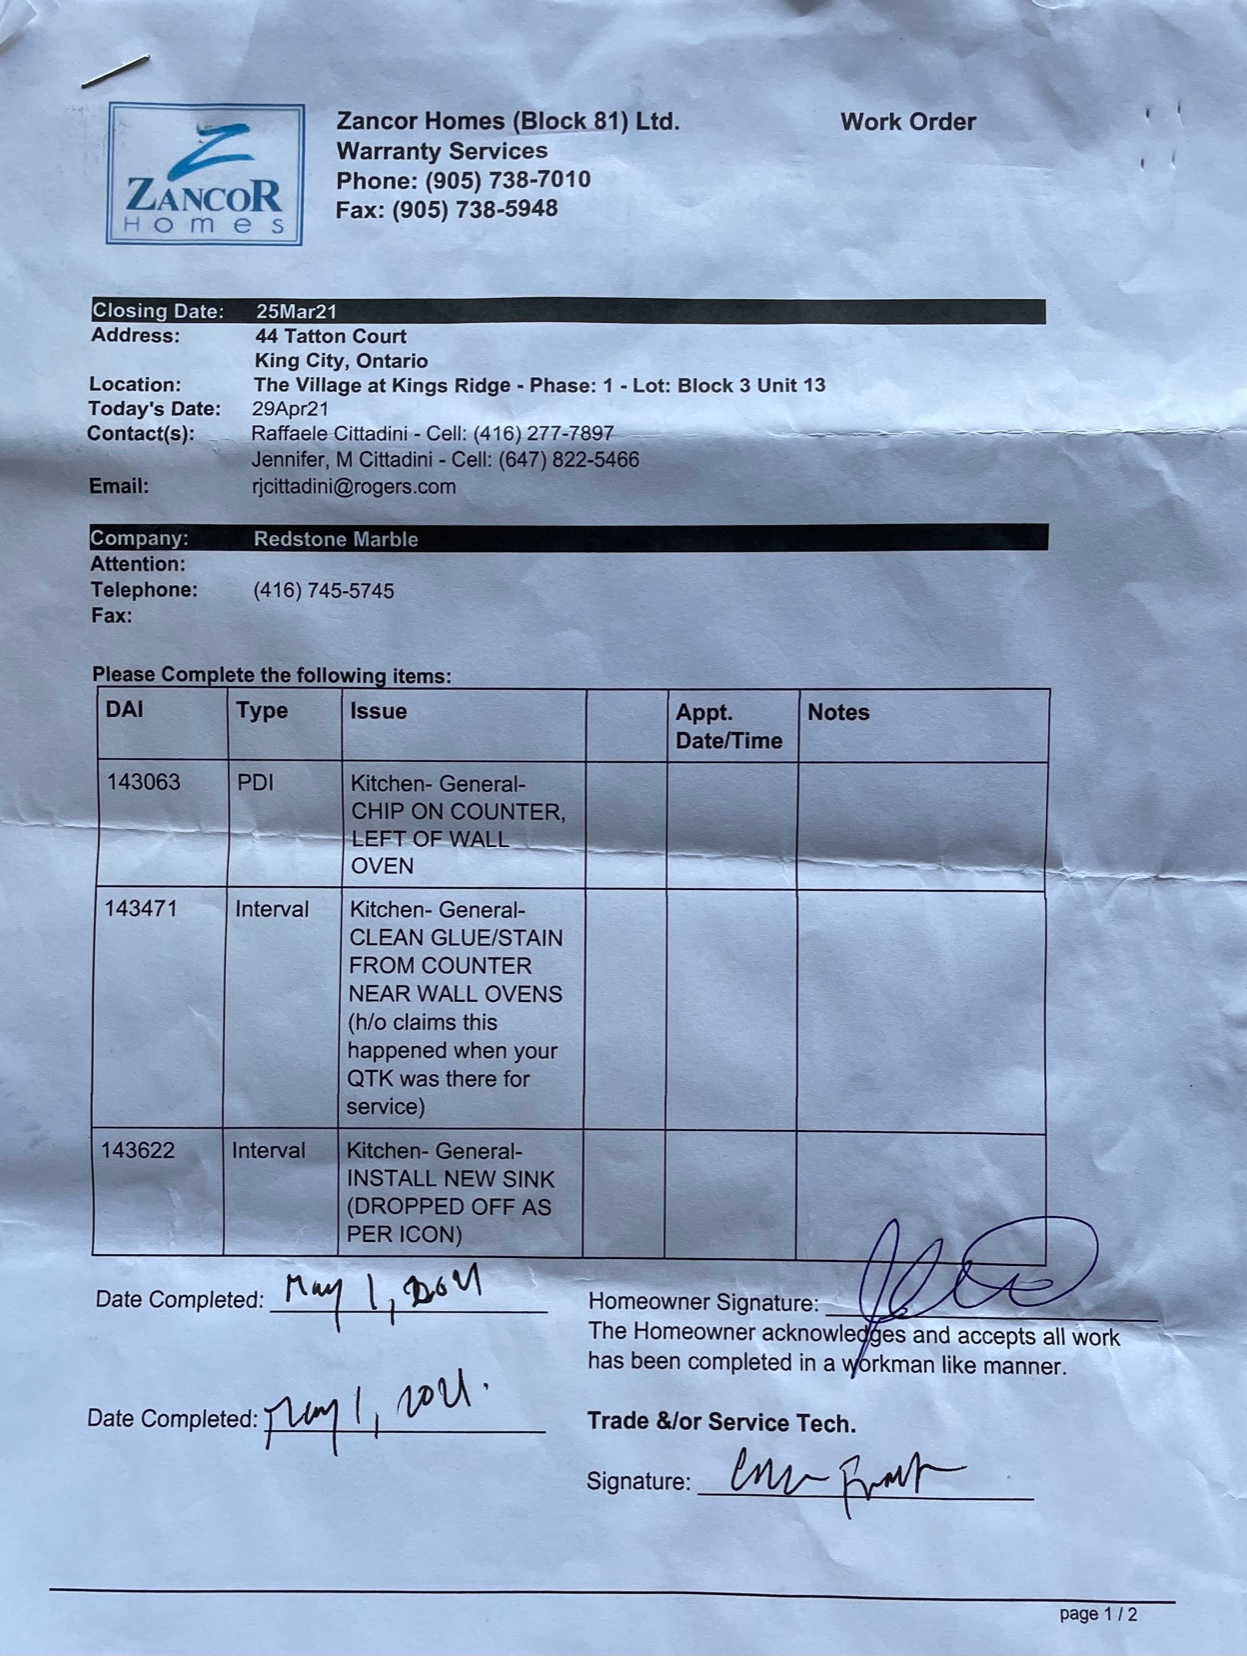 ZANCOR
Homes
Zancor Homes (Block 81) Ltd.
Work Order
Warranty Services
Phone: (905) 738-7010
Fax: (905) 738-5948
Closing Date: 25Mar21
Address: 44 Tatton Court
King City, Ontario
Location: The Village at Kings Ridge - Phase: 1 - Lot: Block 3 Unit 13
Today's Date: 29Apr21
Contact(s): Raffaele Cittadini - Cell: (416) 277-7897
Jennifer, M Cittadini - Cell: (647) 822-5466
Email: rjcittadini@rogers.com
Company: Redstone Marble
Attention:
Telephone: (416) 745-5745
Fax:
Please Complete the following items:
DAI Type Issue Appt. Notes
Date/Time
143063 PDI Kitchen- General-
CHIP ON COUNTER,
LEFT OF WALL
OVEN
143471 Interval Kitchen- General-
CLEAN GLUE/STAIN
FROM COUNTER
NEAR WALL OVENS
(h/o claims this
happened when your
QTK was there for
service)
143622 Interval Kitchen- General-
INSTALL NEW SINK
(DROPPED OFF AS
PER ICON)
Date Completed: May 1, 2021
Homeowner Signature:
The Homeowner acknowledges and accepts all work
has been completed in a workman like manner.
Date Completed: May 1, 2021.
Trade &/or Service Tech.
Signature:
page 1 / 2